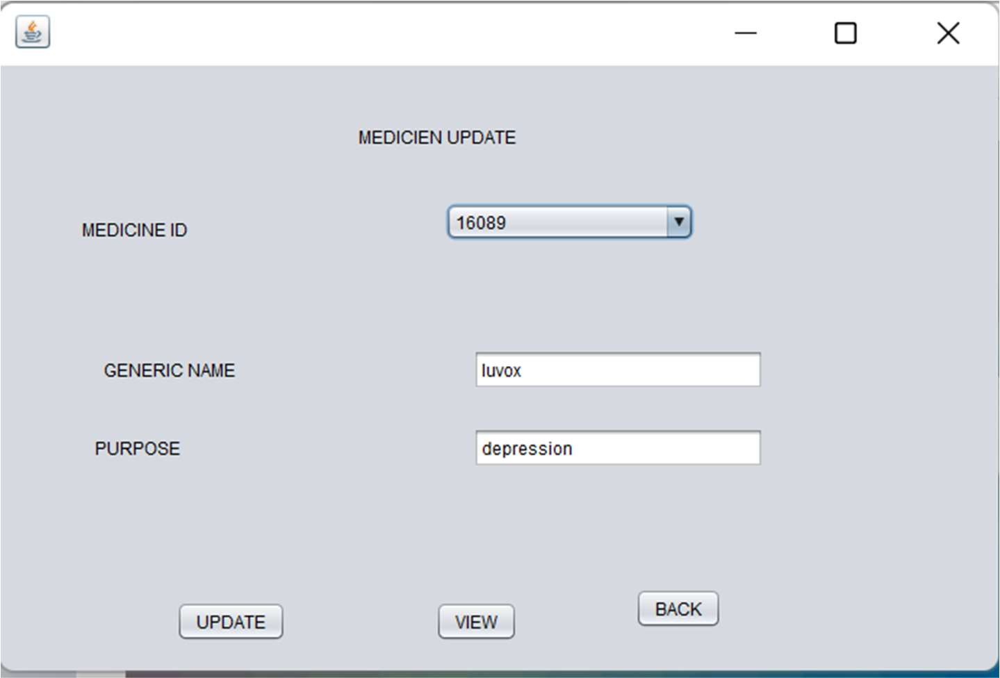 MEDICIEN UPDATE
MEDICINE ID 16089
GENERIC NAME luvox
PURPOSE depression
UPDATE VIEW BACK